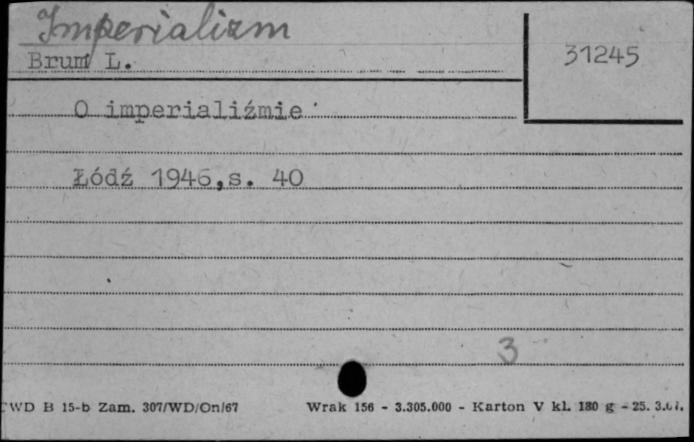 Imperializm
Brum L.
31245
O imperialiźmie
Łódź 1946,s. 40
3
WD B 15-b Zam. 307/WD/On/67 Wrak 156 - 3.305.000 - Karton V kl. 180 g - 25. 3.67.